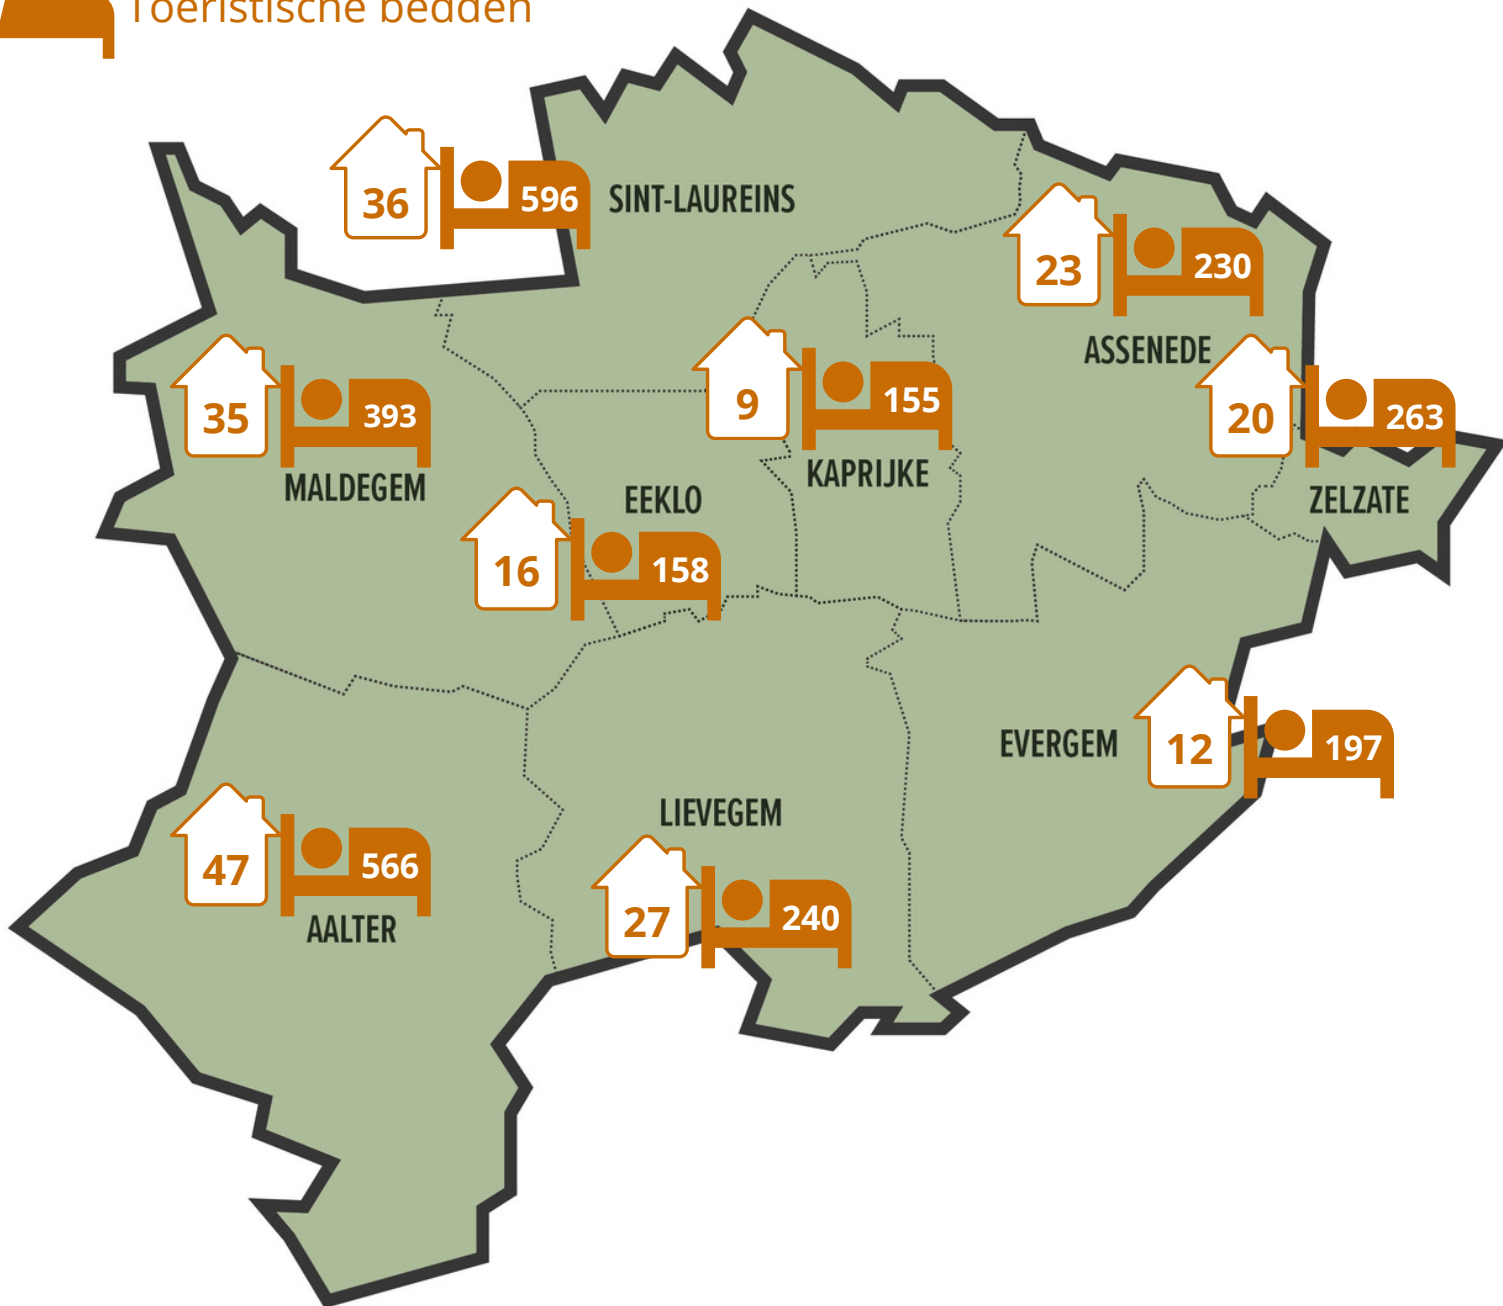 Toeristische bedden
36
596
SINT-LAUREINS
23
230
ASSENEDE
35
393
MALDEGEM
9
155
KAPRIJKE
20
263
ZELZATE
EEKLO
16
158
EVERGEM
12
197
LIEVEGEM
47
566
AALTER
27
240